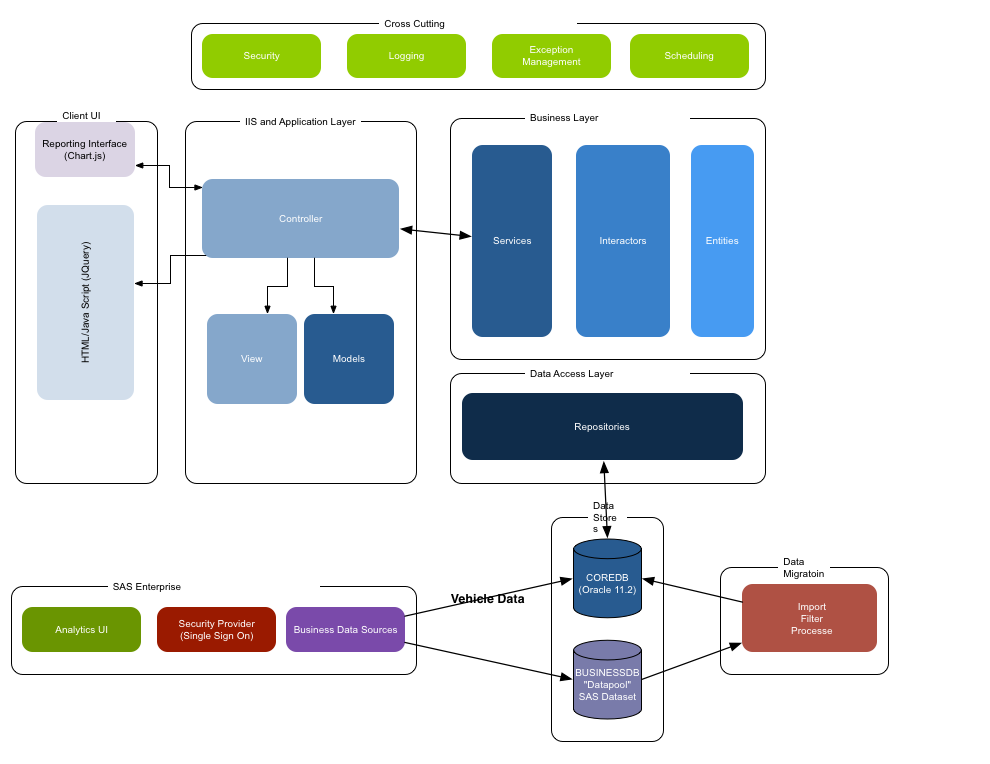 Cross Cutting
Security
Logging
Exception
Management
Scheduling
Client UI
Reporting Interface
(Chart.js)
HTML/Java Script (JQuery)
IIS and Application Layer
Controller
View
Models
Business Layer
Services
Interactors
Entities
Data Access Layer
Repositories
Data
Store
s
COREDB
(Oracle 11.2)
BUSINESSDB
"Datapool"
SAS Dataset
Data
Migratoin
Import
Filter
Processe
SAS Enterprise
Analytics UI
Security Provider
(Single Sign On)
Business Data Sources
Vehicle Data